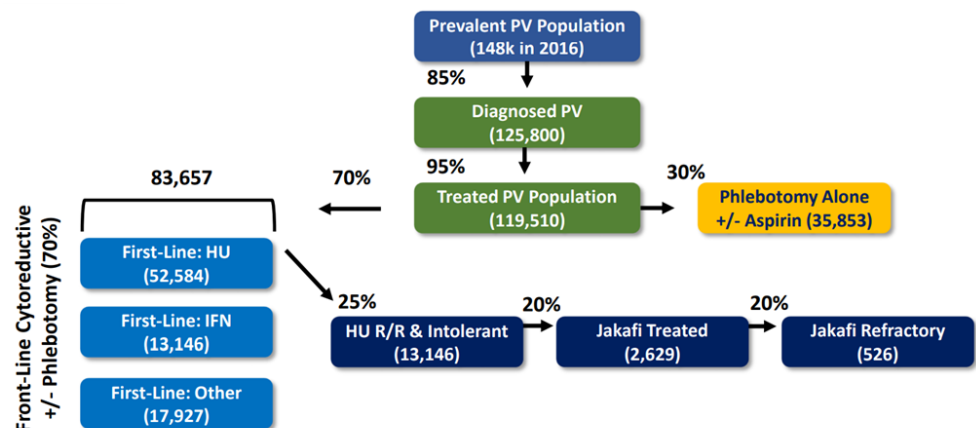 Prevalent PV Population
(148k in 2016)
85%
Diagnosed PV
(125,800)
95%
Treated PV Population
(119,510)
30%
Phlebotomy Alone
+/- Aspirin (35,853)
70%
83,657
Front-Line Cytoreductive
+/- Phlebotomy (70%)
First-Line: HU
(52,584)
First-Line: IFN
(13,146)
First-Line: Other
(17,927)
25%
HU R/R & Intolerant
(13,146)
20%
Jakafi Treated
(2,629)
20%
Jakafi Refractory
(526)